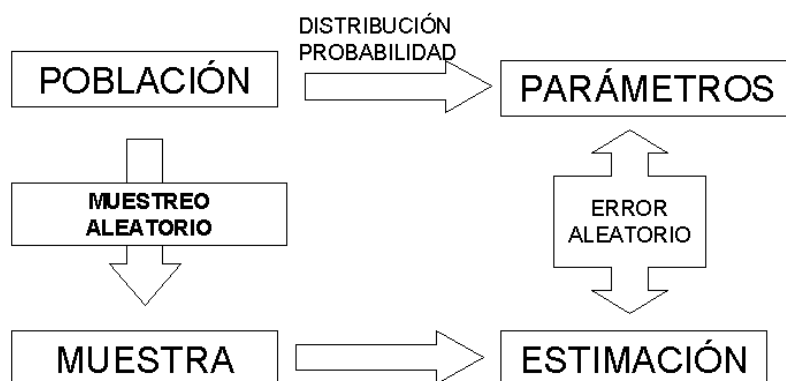 DISTRIBUCIÓN
PROBABILIDAD
POBLACIÓN
PARÁMETROS
MUESTREO
ALEATORIO
ERROR
ALEATORIO
MUESTRA
ESTIMACIÓN